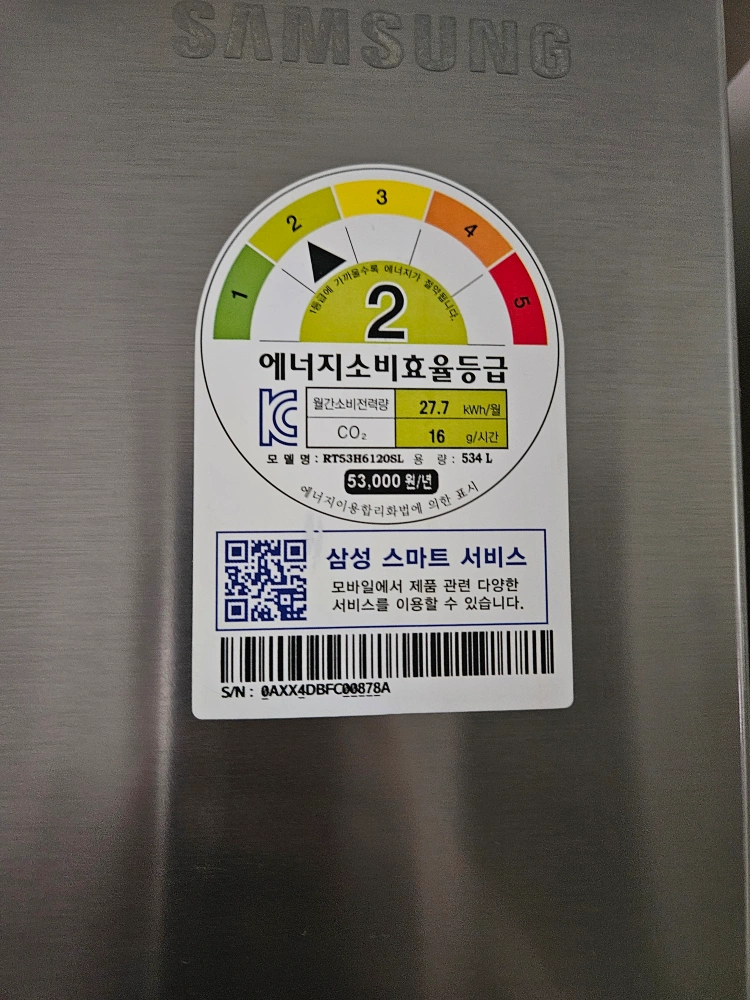 SAMSUNG
1 2 3 4 5
1등급에 가까울수록 에너지가 절약됩니다.
2
에너지소비효율등급
월간소비전력량 27.7 kWh/월
CO₂ 16 g/시간
모 델 명 : RT53H6120SL 용 량 : 534 L
53,000 원/년
에너지이용합리화법에 의한 표시
삼성 스마트 서비스
모바일에서 제품 관련 다양한
서비스를 이용할 수 있습니다.
S/N : 0AXX4DBFC00878A